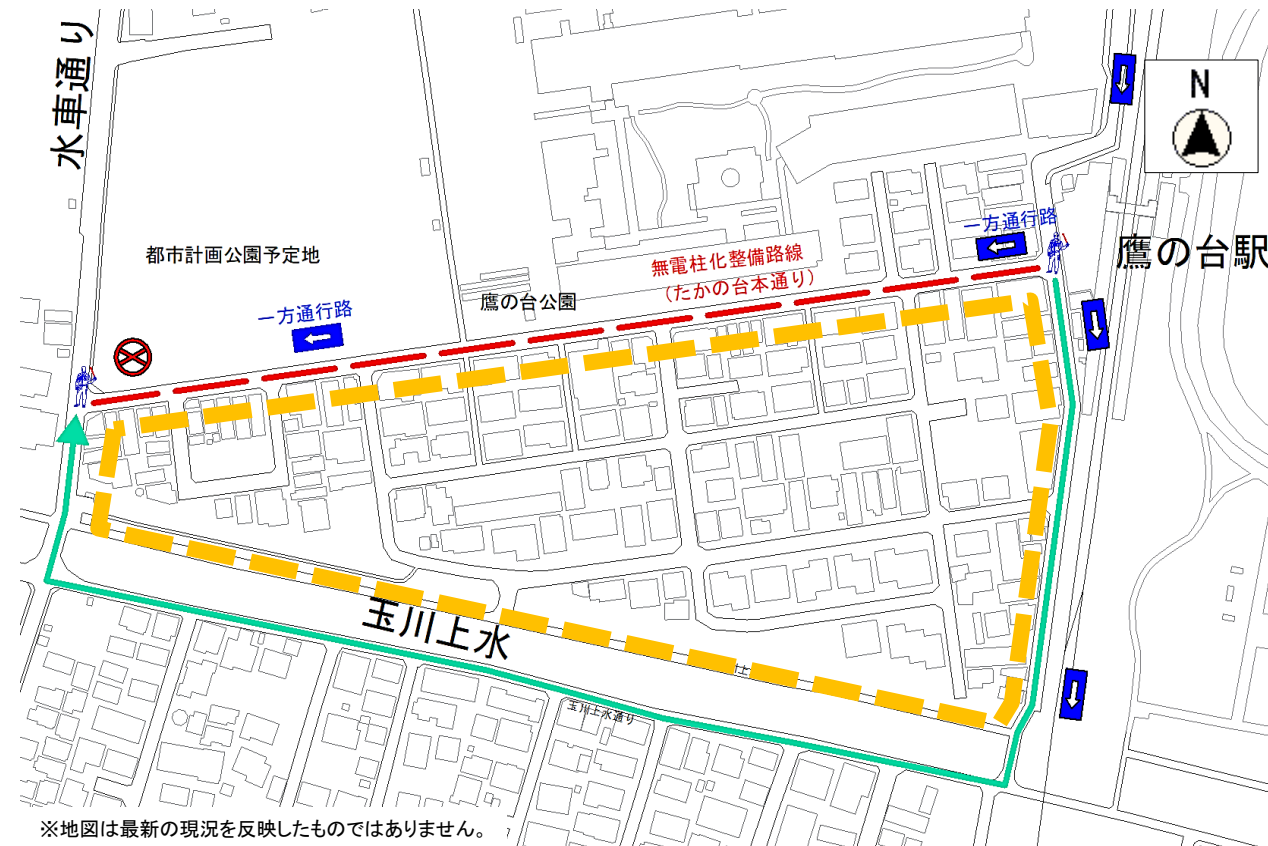 水車通り
N
一方通行路
鷹の台駅
都市計画公園予定地
無電柱化整備路線
（たかの台本通り）
鷹の台公園
一方通行路
玉川上水
玉川上水通り
※地図は最新の現況を反映したものではありません。